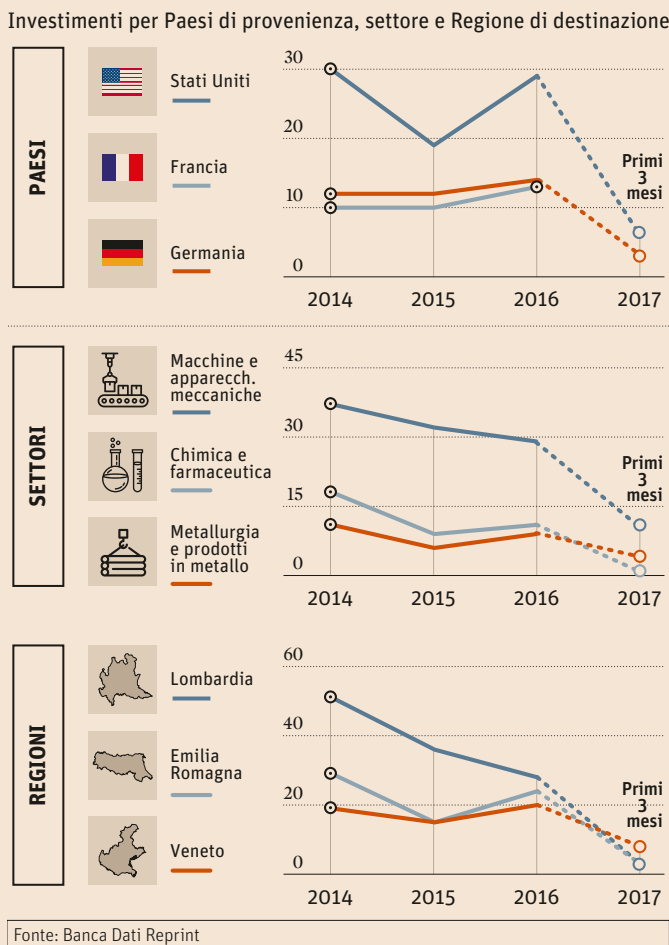 Investimenti per Paesi di provenienza, settore e Regione di destinazione
PAESI
Stati Uniti
Francia
Germania
30
20
10
0
Primi
3
mesi
2014 2015 2016 2017
SETTORI
Macchine e
apparecch.
meccaniche
Chimica e
farmaceutica
Metallurgia
e prodotti
in metallo
45
30
15
0
Primi
3
mesi
2014 2015 2016 2017
REGIONI
Lombardia
Emilia
Romagna
Veneto
60
40
20
0
Primi
3
mesi
2014 2015 2016 2017
Fonte: Banca Dati Reprint